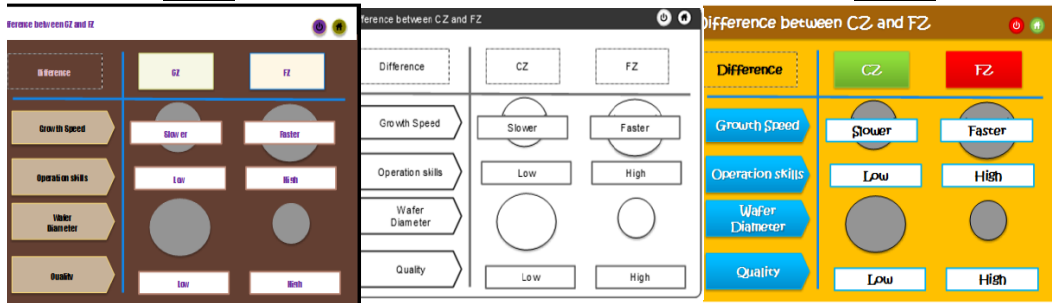 ifference between CZ and FZ
Difference
CZ
FZ
Growth Speed
Slower
Faster
Operation skills
Low
High
Wafer
Diameter
Quality
Low
High
fference between CZ and FZ
Difference
CZ
FZ
Growth Speed
Slower
Faster
Operation skills
Low
High
Wafer
Diameter
Quality
Low
High
Difference between CZ and FZ
Difference
CZ
FZ
Growth Speed
Slower
Faster
Operation skills
Low
High
Wafer
Diameter
Quality
Low
High